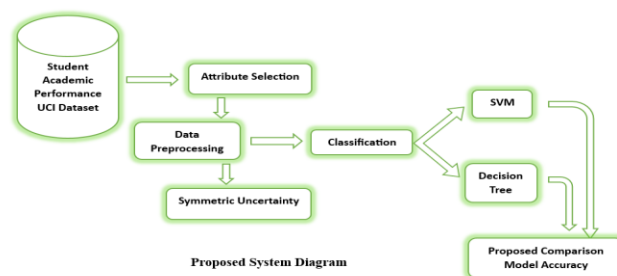 Student
Academic
Performance
UCI Dataset
Attribute Selection
Data
Preprocessing
Symmetric Uncertainty
Classification
SVM
Decision
Tree
Proposed Comparison
Model Accuracy
Proposed System Diagram